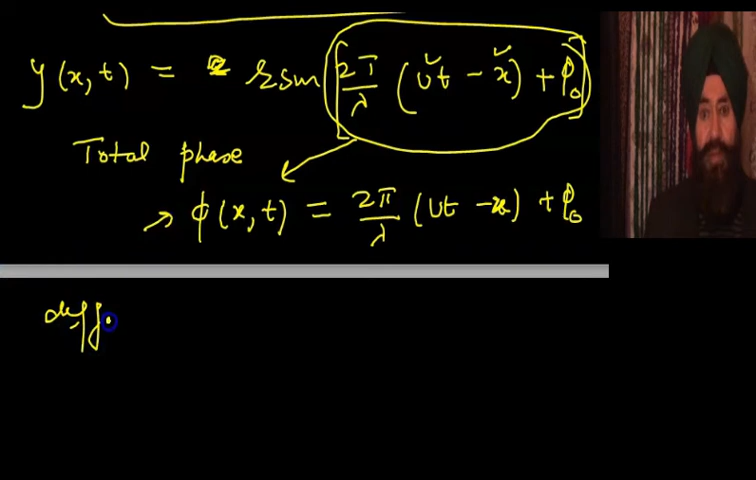 y(x,t) = r sin[2π/λ (vt - x) + φ₀]
Total phase
→ φ(x,t) = 2π/λ (vt - x) + φ₀
diff